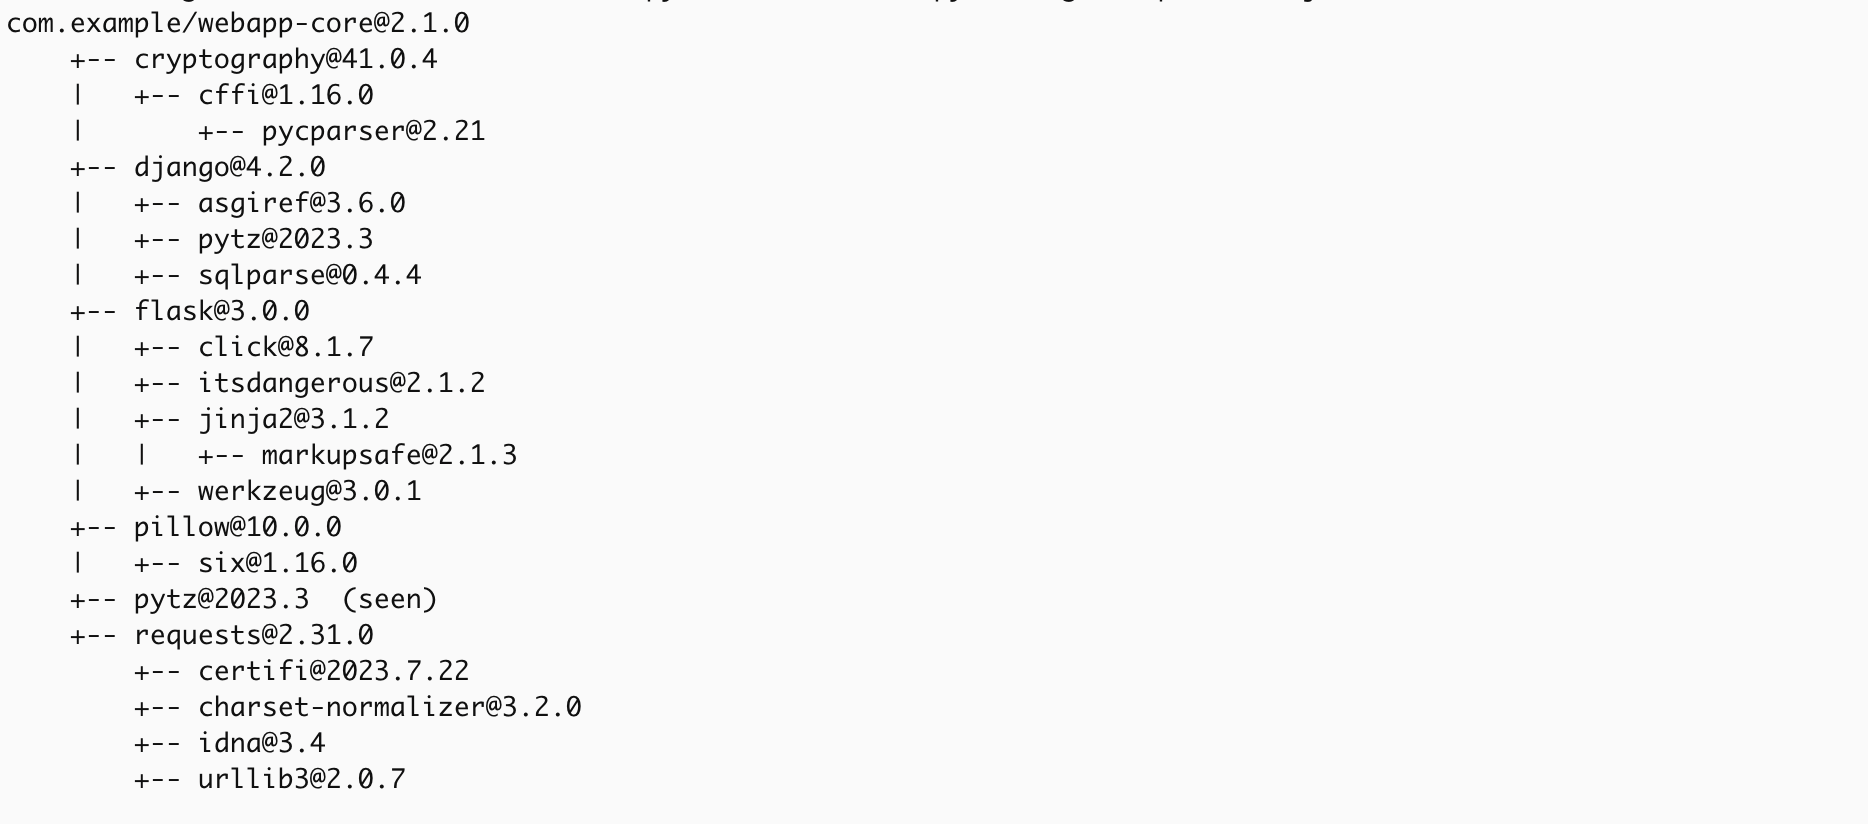 com.example/webapp-core@2.1.0
    +-- cryptography@41.0.4
    |   +-- cffi@1.16.0
    |       +-- pycparser@2.21
    +-- django@4.2.0
    |   +-- asgiref@3.6.0
    |   +-- pytz@2023.3
    |   +-- sqlparse@0.4.4
    +-- flask@3.0.0
    |   +-- click@8.1.7
    |   +-- itsdangerous@2.1.2
    |   +-- jinja2@3.1.2
    |   |   +-- markupsafe@2.1.3
    |   +-- werkzeug@3.0.1
    +-- pillow@10.0.0
    |   +-- six@1.16.0
    +-- pytz@2023.3  (seen)
    +-- requests@2.31.0
        +-- certifi@2023.7.22
        +-- charset-normalizer@3.2.0
        +-- idna@3.4
        +-- urllib3@2.0.7